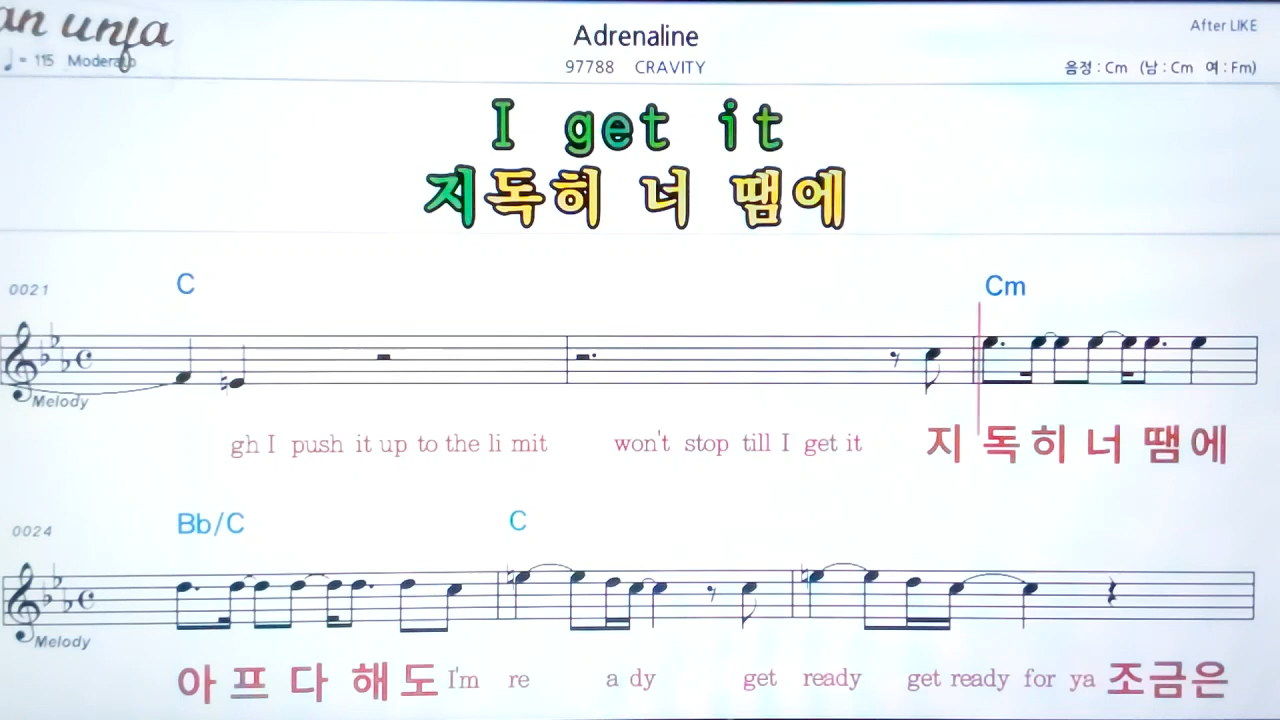 an unfa
Adrenaline
After LIKE
♩= 115 Moderato
97788 CRAVITY
음정 : Cm (남 : Cm 여 : Fm)
I get it
지독히 너 땜에
0021
C
Cm
Melody
gh I push it up to the li mit won't stop till I get it 지 독 히 너 땜 에
0024
Bb/C
C
Melody
아 프 다 해 도 I'm re a dy get ready get ready for ya 조금은